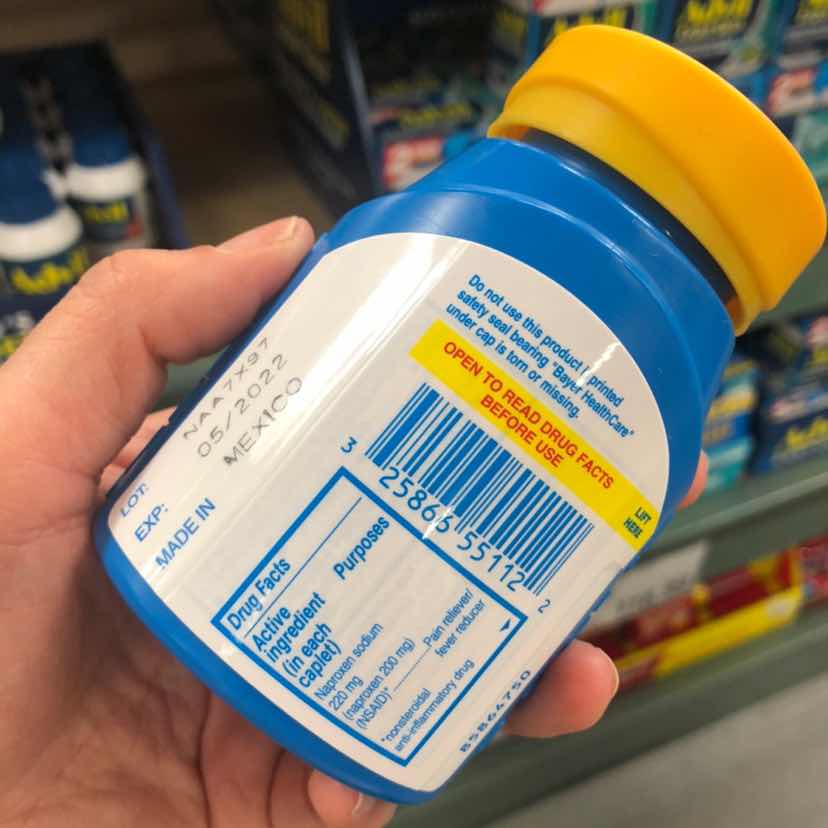 Do not use this product if printed
safety seal bearing "Bayer HealthCare"
under cap is torn or missing.
OPEN TO READ DRUG FACTS
BEFORE USE
LIFT
HERE
3 25866 55112 2
LOT: NAA7X97
EXP: 05/2022
MADE IN MEXICO
Drug Facts
Active Purposes
ingredient
(in each
caplet)
Naproxen sodium
220 mg
(naproxen 200 mg)
(NSAID)* Pain reliever/
fever reducer
*nonsteroidal
anti-inflammatory drug
85864750
Advil
Advil